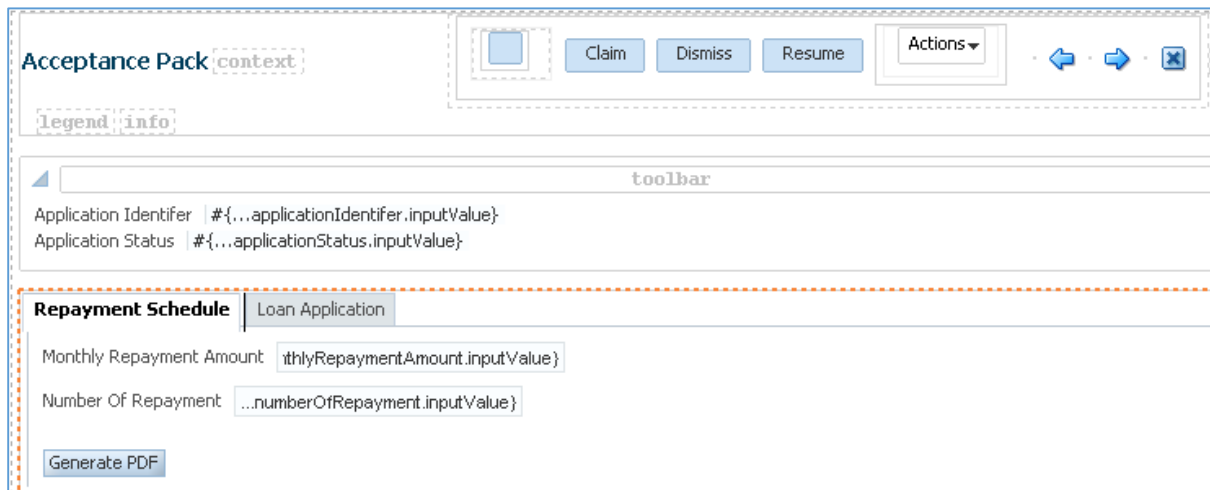 Acceptance Pack context Claim Dismiss Resume Actions
legend info
toolbar
Application Identifer #{...applicationIdentifer.inputValue}
Application Status #{...applicationStatus.inputValue}
Repayment Schedule Loan Application
Monthly Repayment Amount thlyRepaymentAmount.inputValue}
Number Of Repayment ...numberOfRepayment.inputValue}
Generate PDF